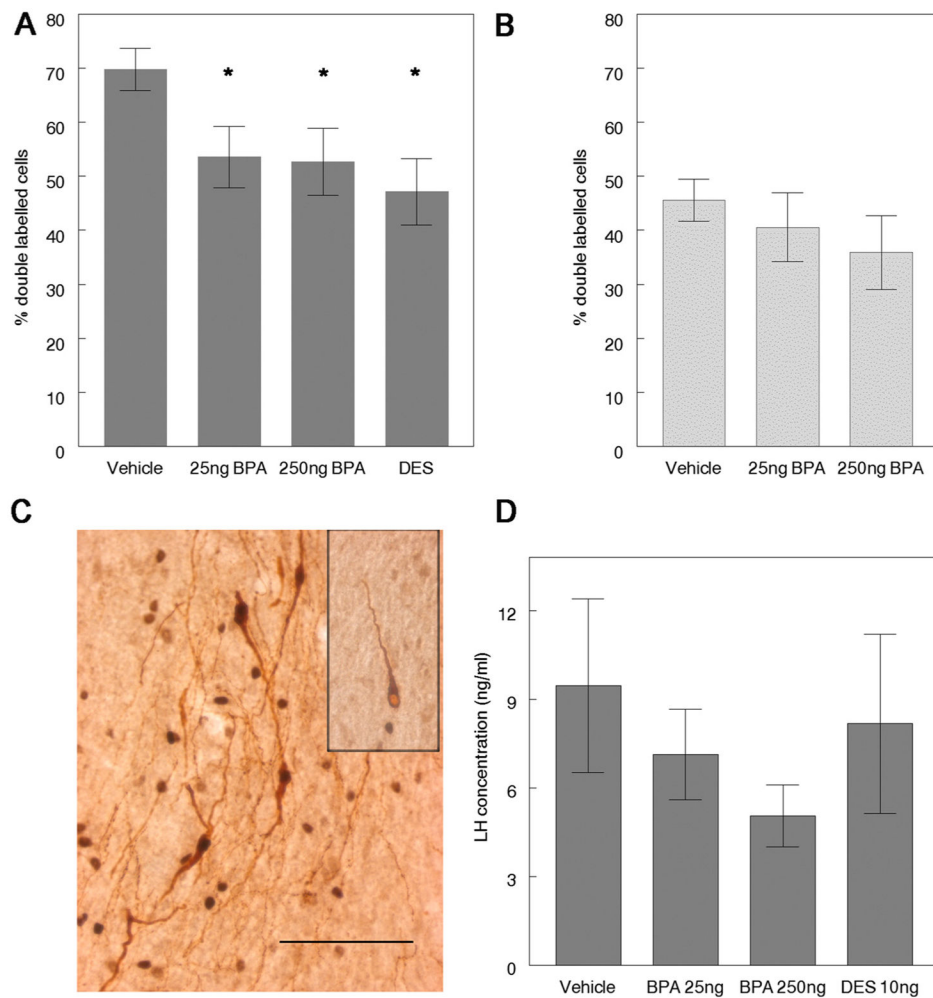 A
80
70
60
50
40
30
20
10
0
% double labelled cells
* * *
Vehicle 25ng BPA 250ng BPA DES
B
80
70
60
50
40
30
20
10
0
% double labelled cells
Vehicle 25ng BPA 250ng BPA
C
D
12
9
6
3
0
LH concentration (ng/ml)
Vehicle BPA 25ng BPA 250ng DES 10ng